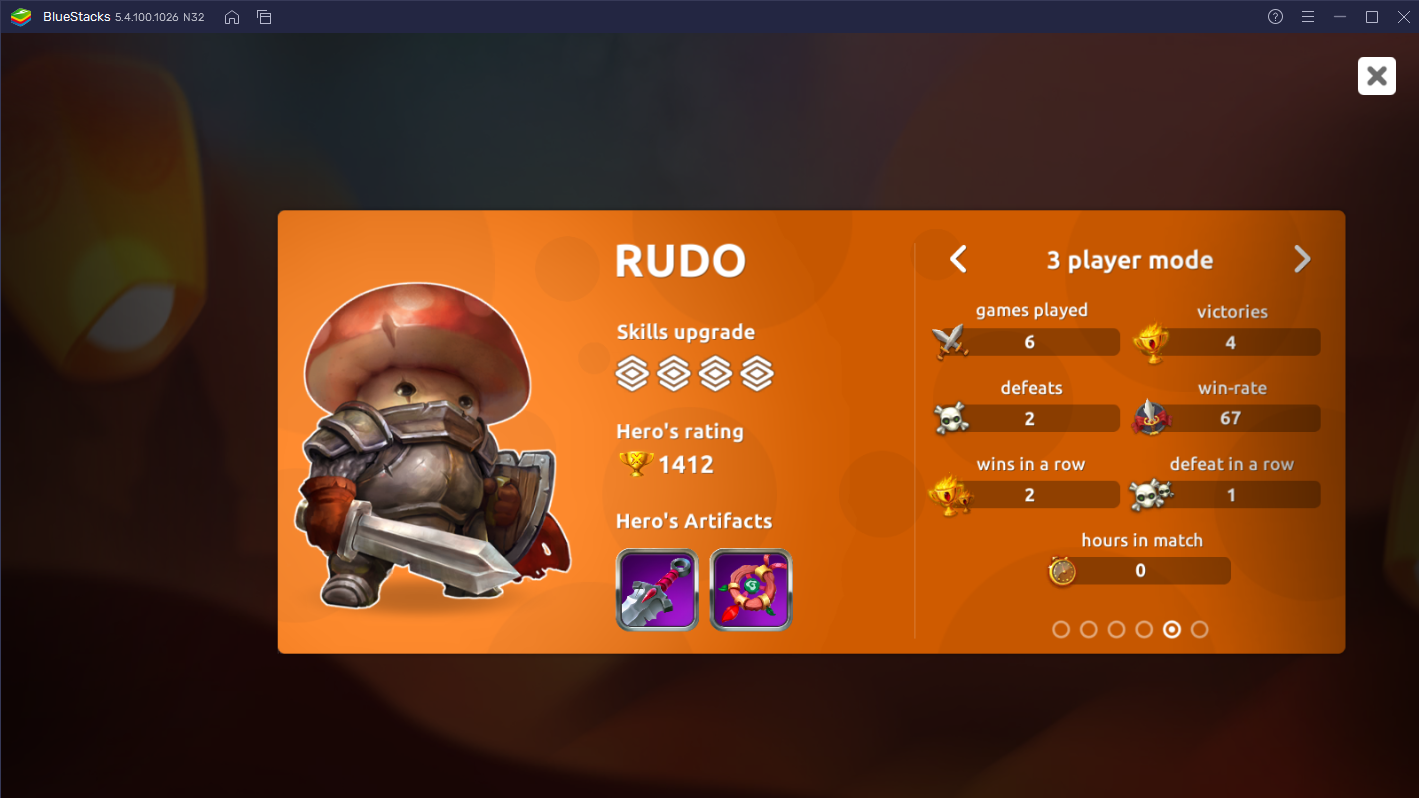 BlueStacks 5.4.100.1026 N32
RUDO
Skills upgrade
Hero's rating
1412
Hero's Artifacts
3 player mode
games played
6
victories
4
defeats
2
win-rate
67
wins in a row
2
defeat in a row
1
hours in match
0